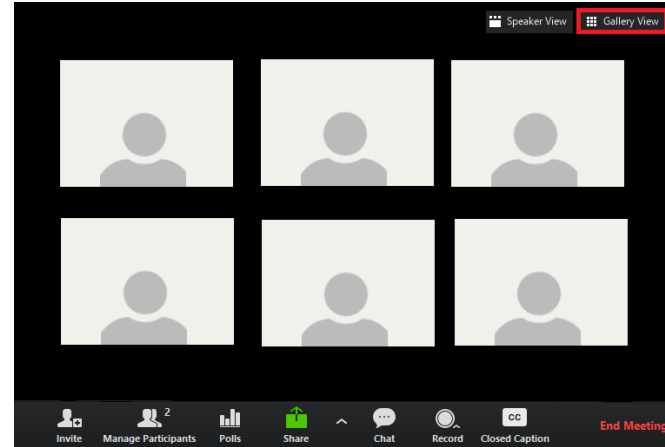 Speaker View
Gallery View
2
Invite
Manage Participants
Polls
Share
Chat
Record
CC
Closed Caption
End Meeting